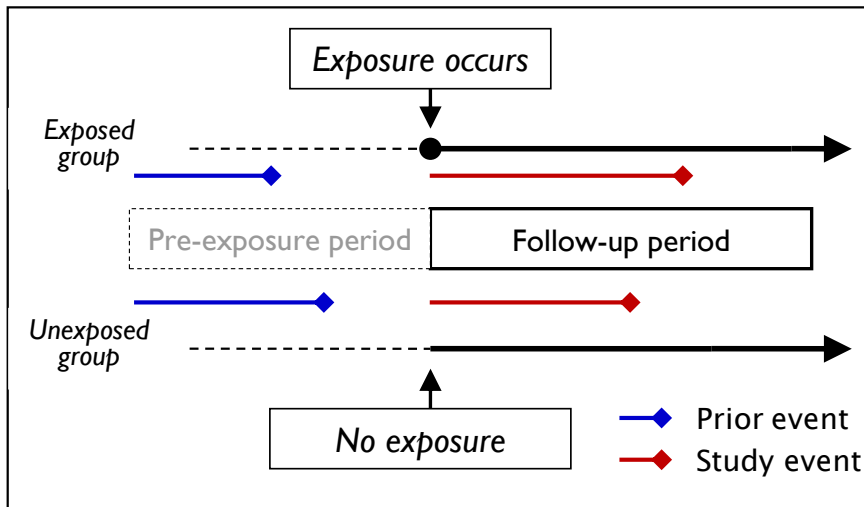 Exposure occurs
Exposed
group
Pre-exposure period
Follow-up period
Unexposed
group
No exposure
Prior event
Study event